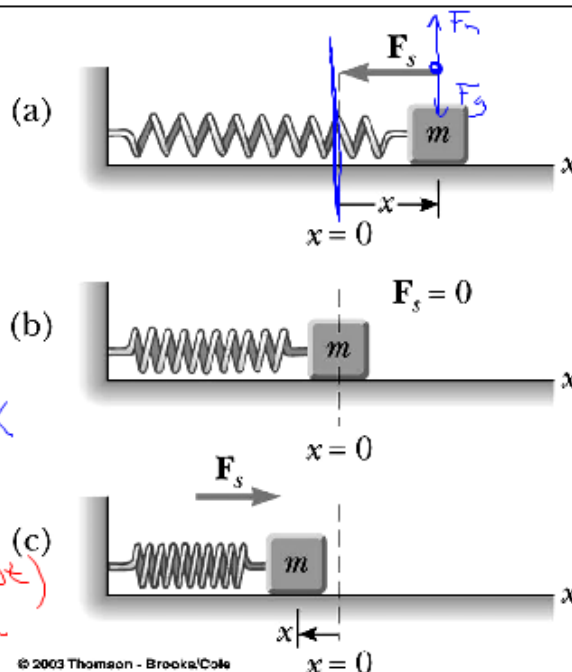 Fn
(a) Fs
Fg
m
x
x
x = 0
(b) Fs = 0
m
x
x = 0
Fs
(c)
m
x
x
x = 0
© 2003 Thomson - Brooks/Cole